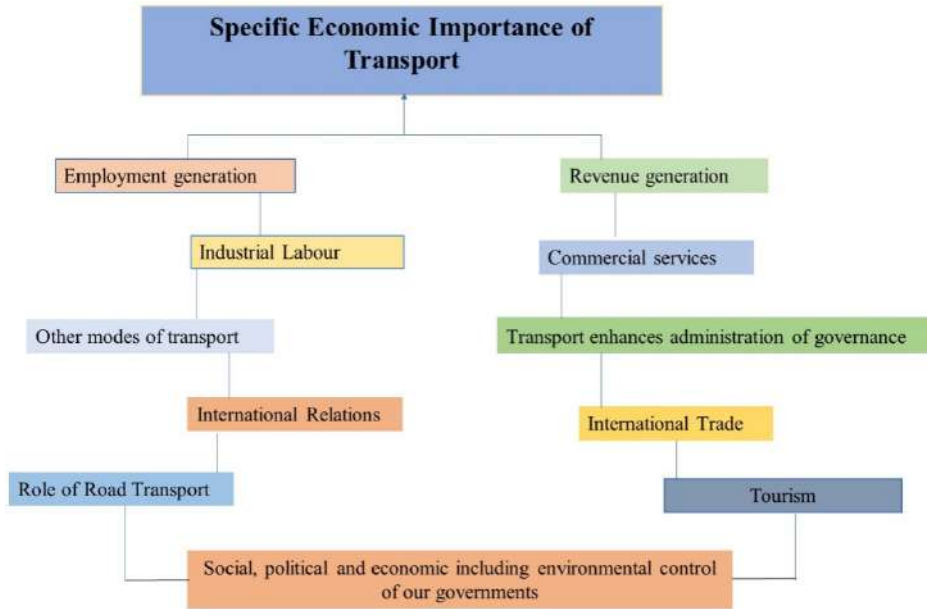 Specific Economic Importance of
Transport
Employment generation
Revenue generation
Industrial Labour
Commercial services
Other modes of transport
Transport enhances administration of governance
International Relations
International Trade
Role of Road Transport
Tourism
Social, political and economic including environmental control
of our governments